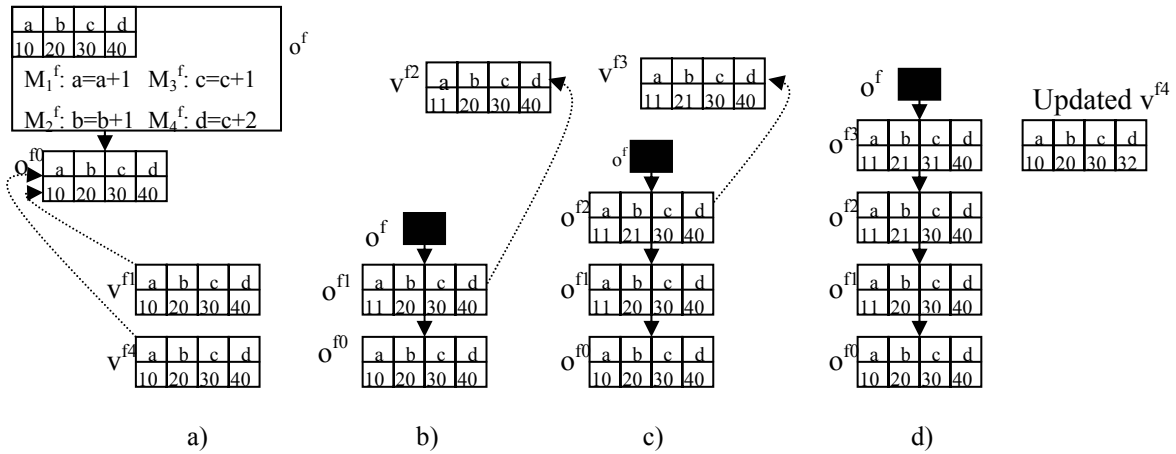 a b c d
10 20 30 40
o^f
M₁^f: a=a+1 M₃^f: c=c+1
M₂^f: b=b+1 M₄^f: d=c+2
o^f0
a b c d
10 20 30 40
v^f1
a b c d
10 20 30 40
v^f4
a b c d
10 20 30 40
a)
v^f2
a b c d
11 20 30 40
o^f
o^f1
a b c d
11 20 30 40
o^f0
a b c d
10 20 30 40
b)
v^f3
a b c d
11 21 30 40
o^f
o^f2
a b c d
11 21 30 40
o^f1
a b c d
11 20 30 40
o^f0
a b c d
10 20 30 40
c)
o^f
o^f3
a b c d
11 21 31 40
o^f2
a b c d
11 21 30 40
o^f1
a b c d
11 20 30 40
o^f0
a b c d
10 20 30 40
d)
Updated v^f4
a b c d
10 20 30 32